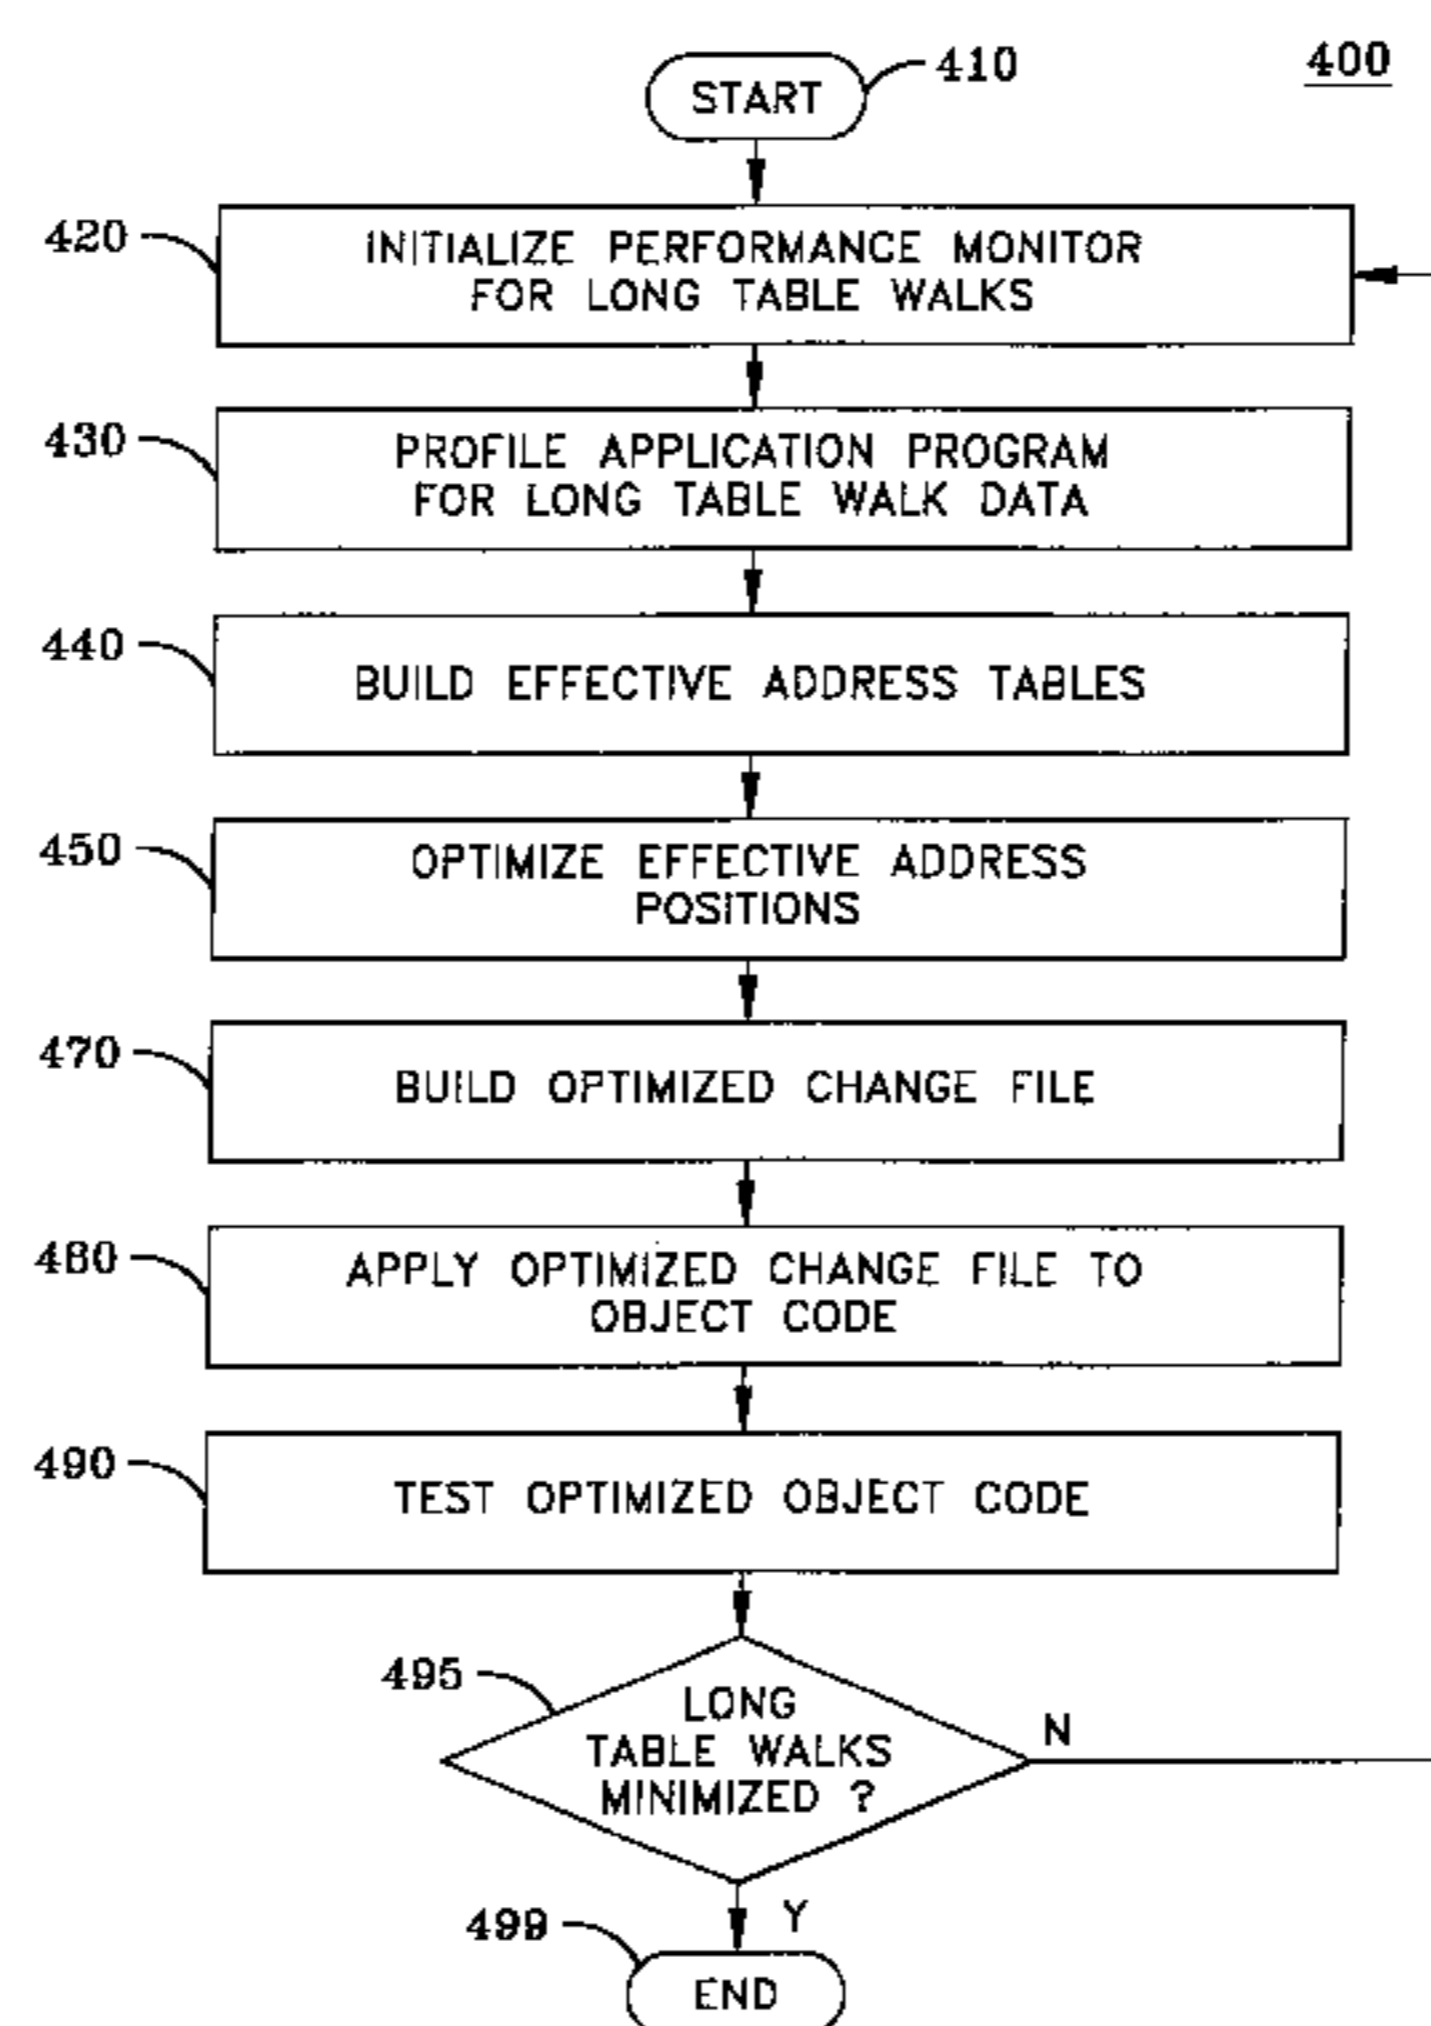 400
START
410
420
INITIALIZE PERFORMANCE MONITOR
FOR LONG TABLE WALKS
430
PROFILE APPLICATION PROGRAM
FOR LONG TABLE WALK DATA
440
BUILD EFFECTIVE ADDRESS TABLES
450
OPTIMIZE EFFECTIVE ADDRESS
POSITIONS
470
BUILD OPTIMIZED CHANGE FILE
480
APPLY OPTIMIZED CHANGE FILE TO
OBJECT CODE
490
TEST OPTIMIZED OBJECT CODE
495
LONG
TABLE WALKS
MINIMIZED ?
N
Y
499
END